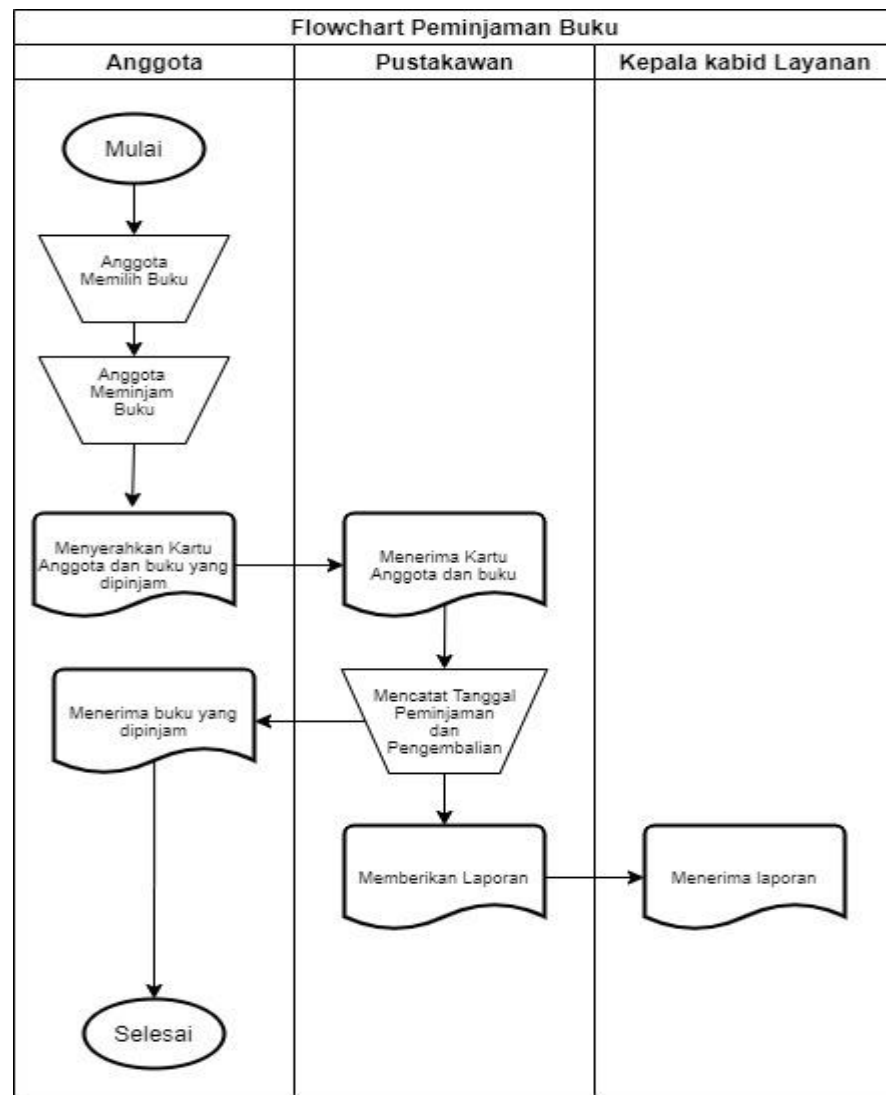 Flowchart Peminjaman Buku
Anggota
Pustakawan
Kepala kabid Layanan
Mulai
Anggota
Memilih Buku
Anggota
Meminjam
Buku
Menyerahkan Kartu
Anggota dan buku yang
dipinjam
Menerima Kartu
Anggota dan buku
Mencatat Tanggal
Peminjaman
dan
Pengembalian
Menerima buku yang
dipinjam
Memberikan Laporan
Menerima laporan
Selesai